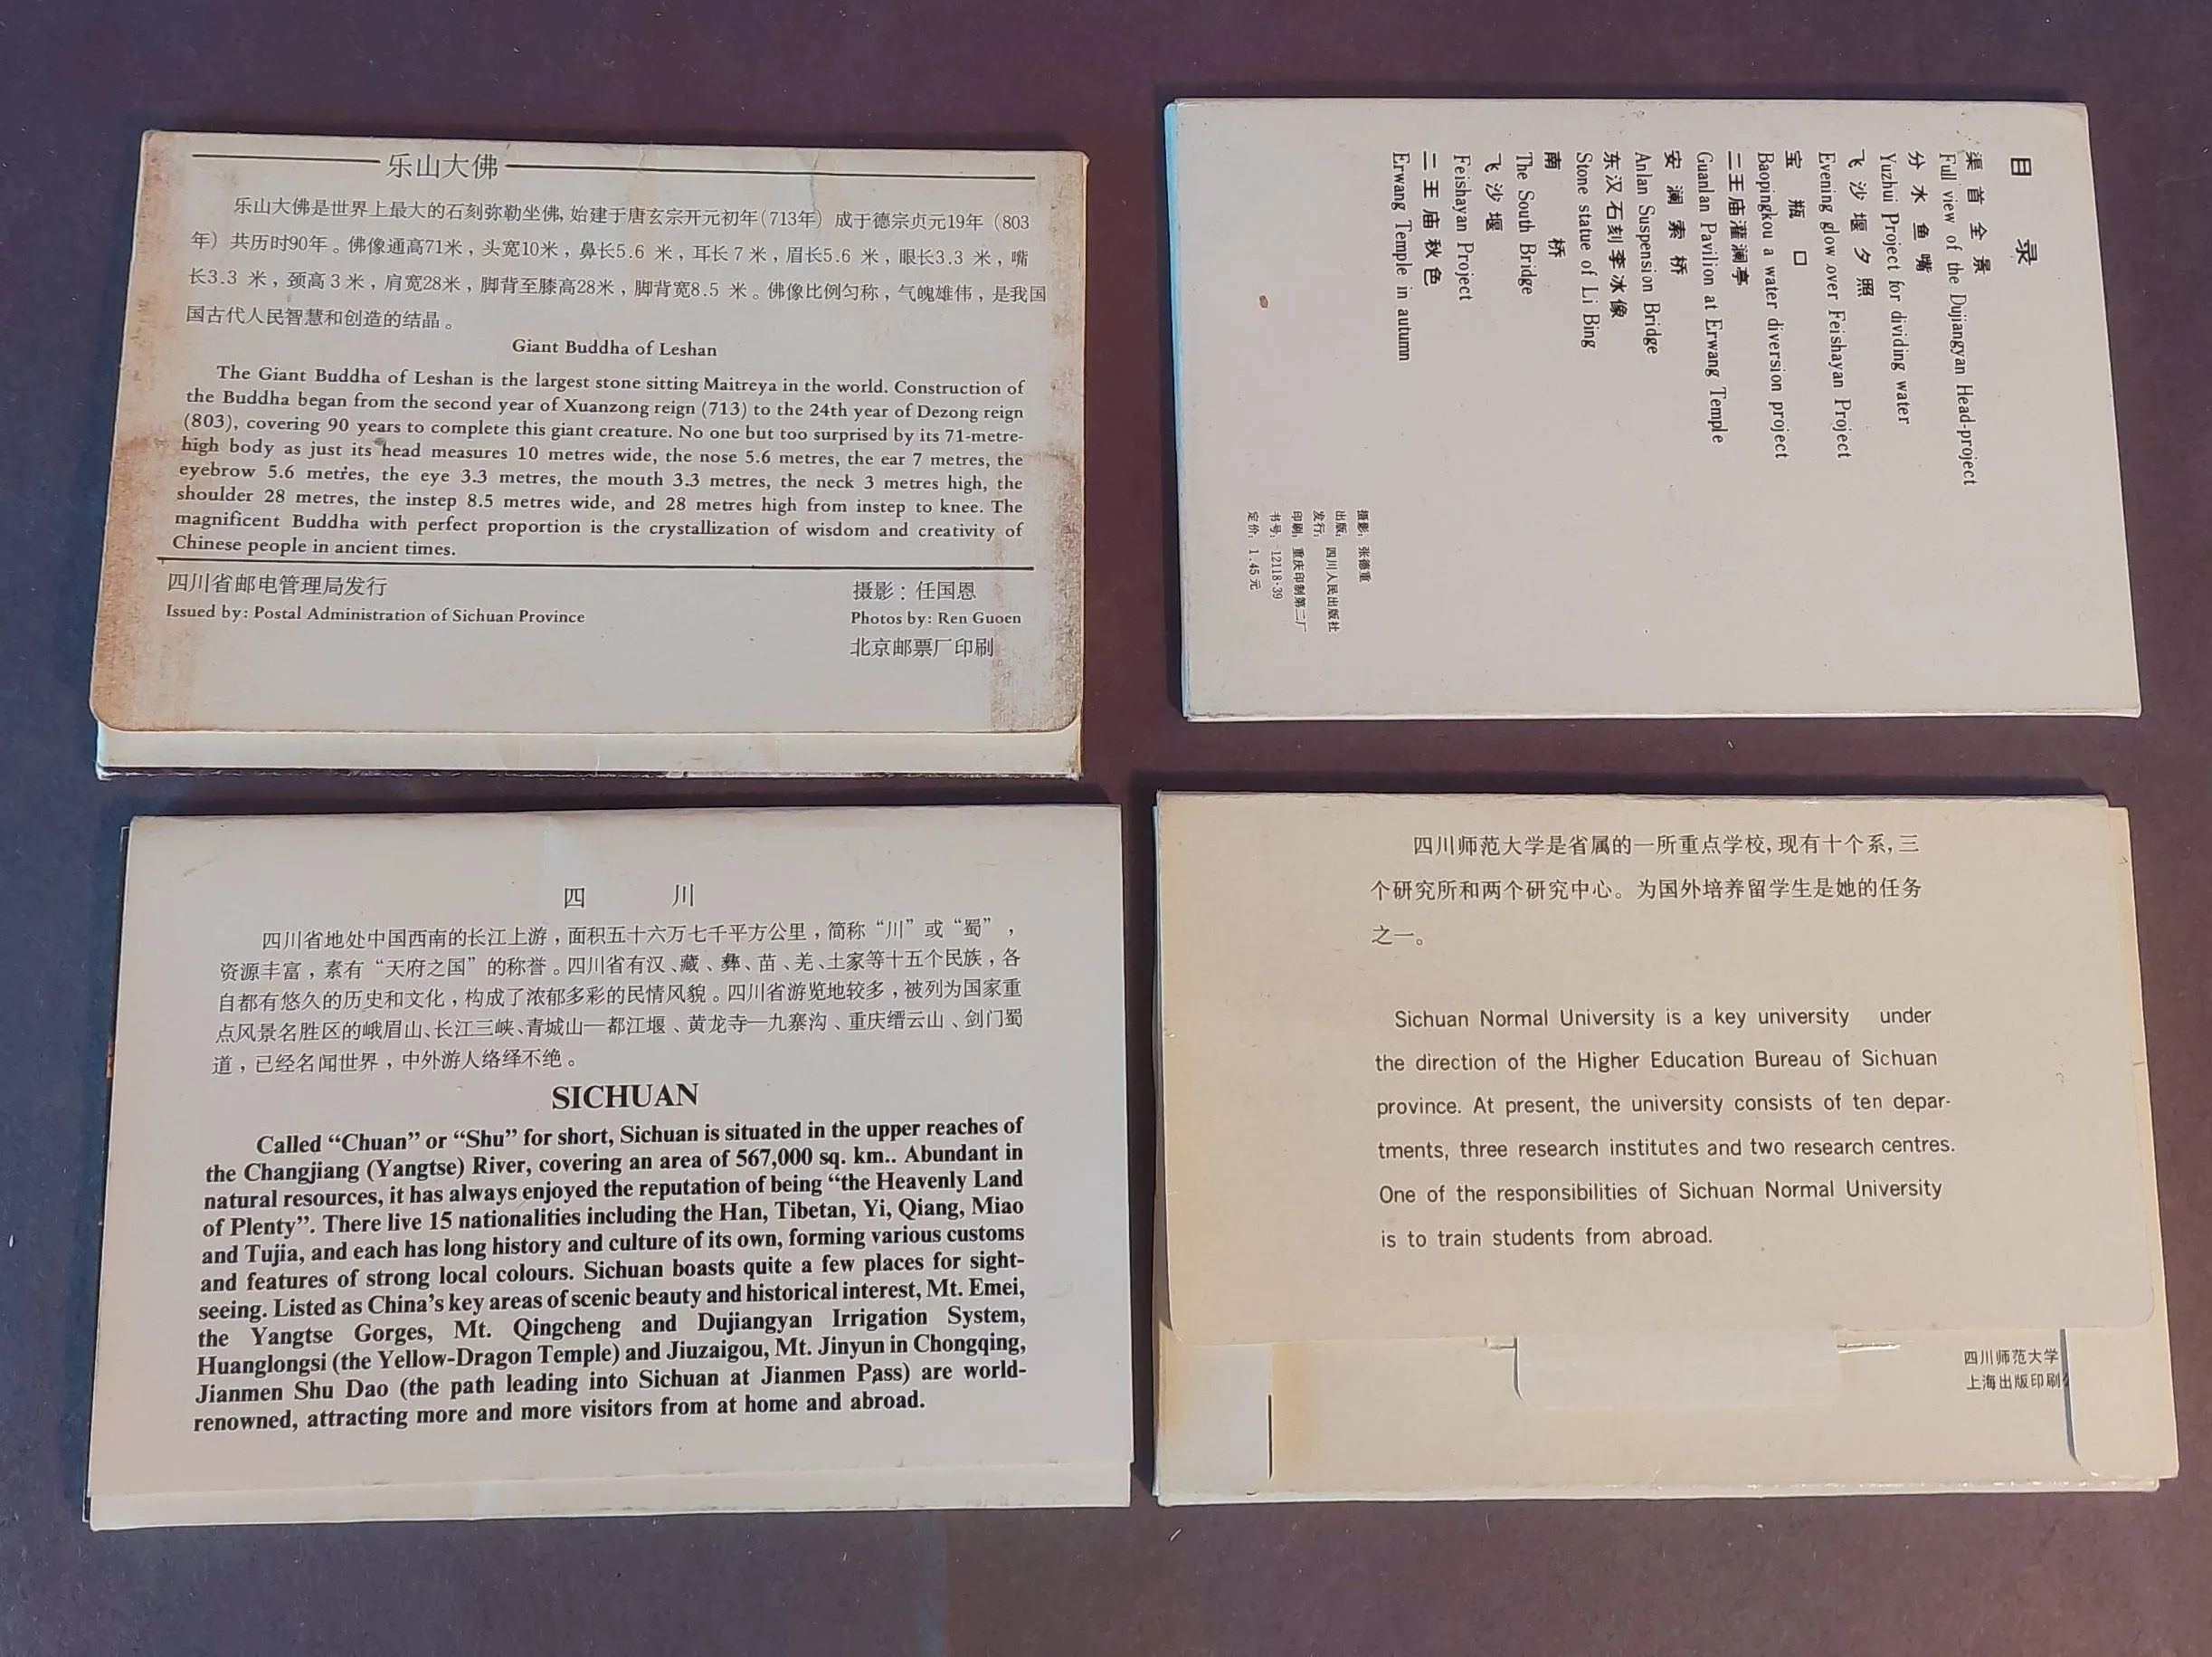 乐山大佛
乐山大佛是世界上最大的石刻弥勒坐佛,始建于唐玄宗开元初年(713年) 成于德宗贞元19年 (803
年) 共历时90年。佛像通高71米，头宽10米，鼻长5.6 米，耳长 7 米，眉长5.6 米，眼长3.3 米，嘴
长3.3 米，颈高 3 米，肩宽28米，脚背至膝高28米，脚背宽8.5 米。佛像比例匀称，气魄雄伟，是我国
国古代人民智慧和创造的结晶。
Giant Buddha of Leshan
The Giant Buddha of Leshan is the largest stone sitting Maitreya in the world. Construction of
the Buddha began from the second year of Xuanzong reign (713) to the 24th year of Dezong reign
(803), covering 90 years to complete this giant creature. No one but too surprised by its 71-metre-
high body as just its head measures 10 metres wide, the nose 5.6 metres, the ear 7 metres, the
eyebrow 5.6 metres, the eye 3.3 metres, the mouth 3.3 metres, the neck 3 metres high, the
shoulder 28 metres, the instep 8.5 metres wide, and 28 metres high from instep to knee. The
magnificent Buddha with perfect proportion is the crystallization of wisdom and creativity of
Chinese people in ancient times.
四川省邮电管理局发行
Issued by: Postal Administration of Sichuan Province
摄影：任国恩
Photos by: Ren Guoen
北京邮票厂印刷
目 录
渠首全景
Full view of the Dujiangyan Head-project
分水鱼嘴
Yuzhui Project for dividing water
飞沙堰夕照
Evening glow over Feishayan Project
宝瓶口
Baopingkou a water diversion project
二王庙灌澜亭
Guanlan Pavilion at Erwang Temple
安澜索桥
Anlan Suspension Bridge
东汉石刻李冰像
Stone statue of Li Bing
南桥
The South Bridge
飞沙堰
Feishayan Project
二王庙秋色
Erwang Temple in autumn
摄影：张德重
出版：
发行：四川人民出版社
印刷：重庆印制第二厂
书号：12118·39
定价：1.45元
四 川
四川省地处中国西南的长江上游，面积五十六万七千平方公里，简称“川”或“蜀”，
资源丰富，素有“天府之国”的称誉。四川省有汉、藏、彝、苗、羌、土家等十五个民族，各
自都有悠久的历史和文化，构成了浓郁多彩的民情风貌。四川省游览地较多，被列为国家重
点风景名胜区的峨眉山、长江三峡、青城山—都江堰、黄龙寺—九寨沟、重庆缙云山、剑门蜀
道，已经名闻世界，中外游人络绎不绝。
SICHUAN
Called “Chuan” or “Shu” for short, Sichuan is situated in the upper reaches of
the Changjiang (Yangtse) River, covering an area of 567,000 sq. km.. Abundant in
natural resources, it has always enjoyed the reputation of being “the Heavenly Land
of Plenty”. There live 15 nationalities including the Han, Tibetan, Yi, Qiang, Miao
and Tujia, and each has long history and culture of its own, forming various customs
and features of strong local colours. Sichuan boasts quite a few places for sight-
seeing. Listed as China’s key areas of scenic beauty and historical interest, Mt. Emei,
the Yangtse Gorges, Mt. Qingcheng and Dujiangyan Irrigation System,
Huanglongsi (the Yellow-Dragon Temple) and Jiuzaigou, Mt. Jinyun in Chongqing,
Jianmen Shu Dao (the path leading into Sichuan at Jianmen Pass) are world-
renowned, attracting more and more visitors from at home and abroad.
四川师范大学是省属的一所重点学校,现有十个系,三
个研究所和两个研究中心。为国外培养留学生是她的任务
之一。
Sichuan Normal University is a key university under
the direction of the Higher Education Bureau of Sichuan
province. At present, the university consists of ten depar-
tments, three research institutes and two research centres.
One of the responsibilities of Sichuan Normal University
is to train students from abroad.
四川师范大学
上海出版印刷